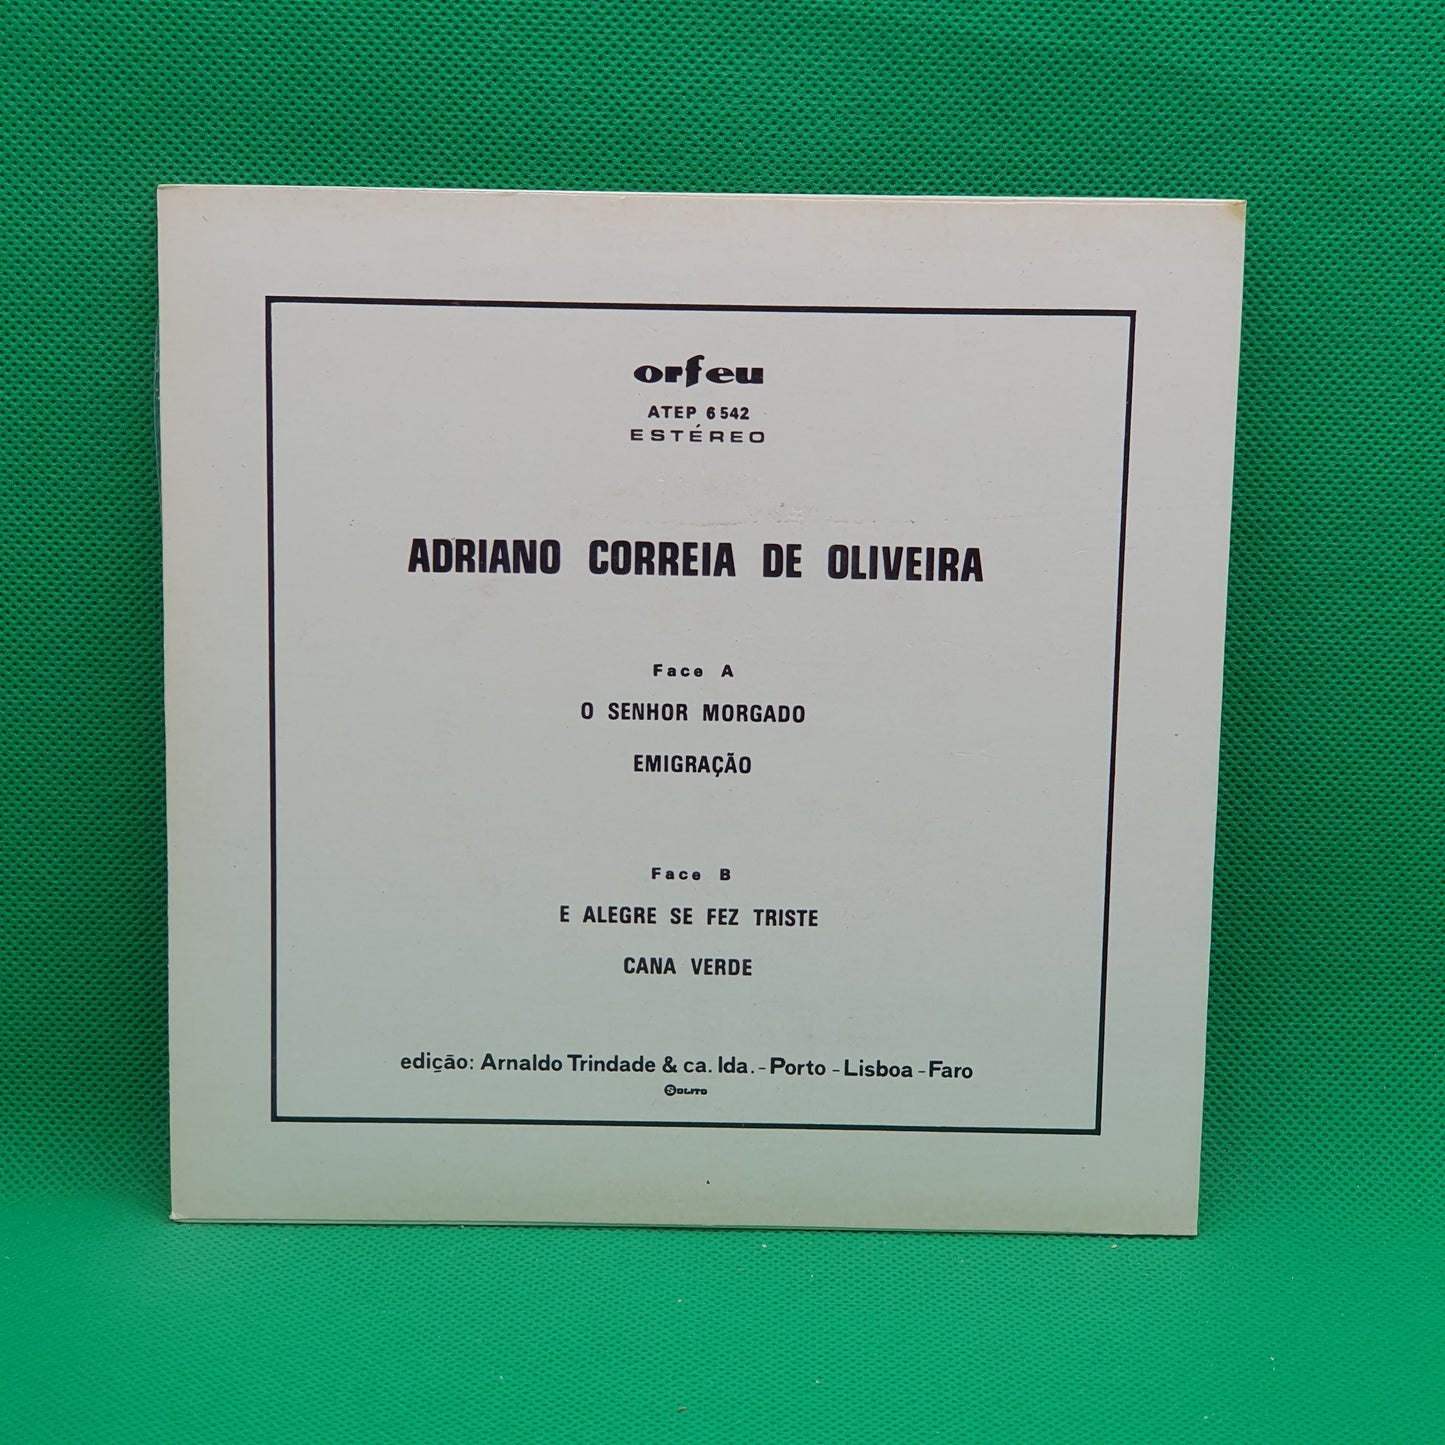 orfeu
ATEP 6542
ESTÉREO
ADRIANO CORREIA DE OLIVEIRA
Face A
O SENHOR MORGADO
EMIGRAÇÃO
Face B
E ALEGRE SE FEZ TRISTE
CANA VERDE
edição: Arnaldo Trindade & ca. lda. - Porto - Lisboa - Faro
SOLITO